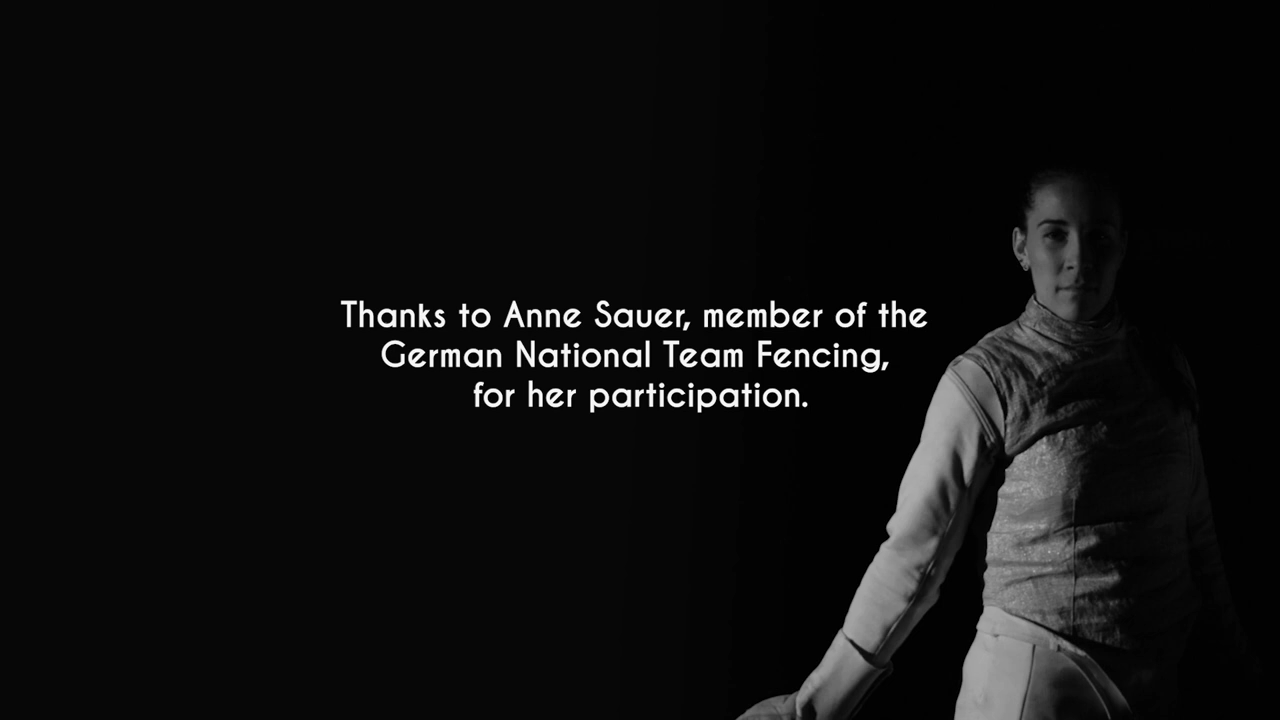 Thanks to Anne Sauer, member of the
German National Team Fencing,
for her participation.